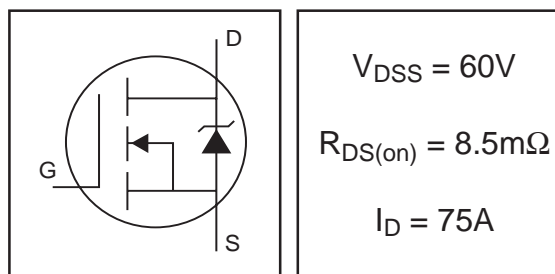 D
G
S
V_DSS = 60V
R_DS(on) = 8.5mΩ
I_D = 75A